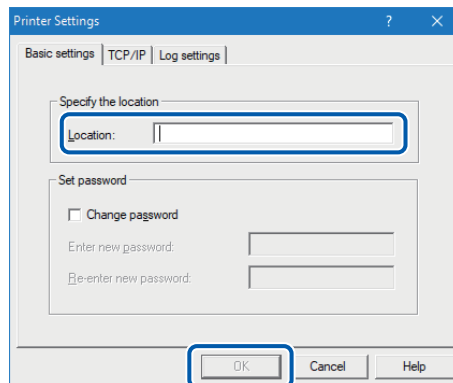 Printer Settings ? ×
Basic settings TCP/IP Log settings
Specify the location
Location:
Set password
Change password
Enter new password:
Re-enter new password:
OK Cancel Help